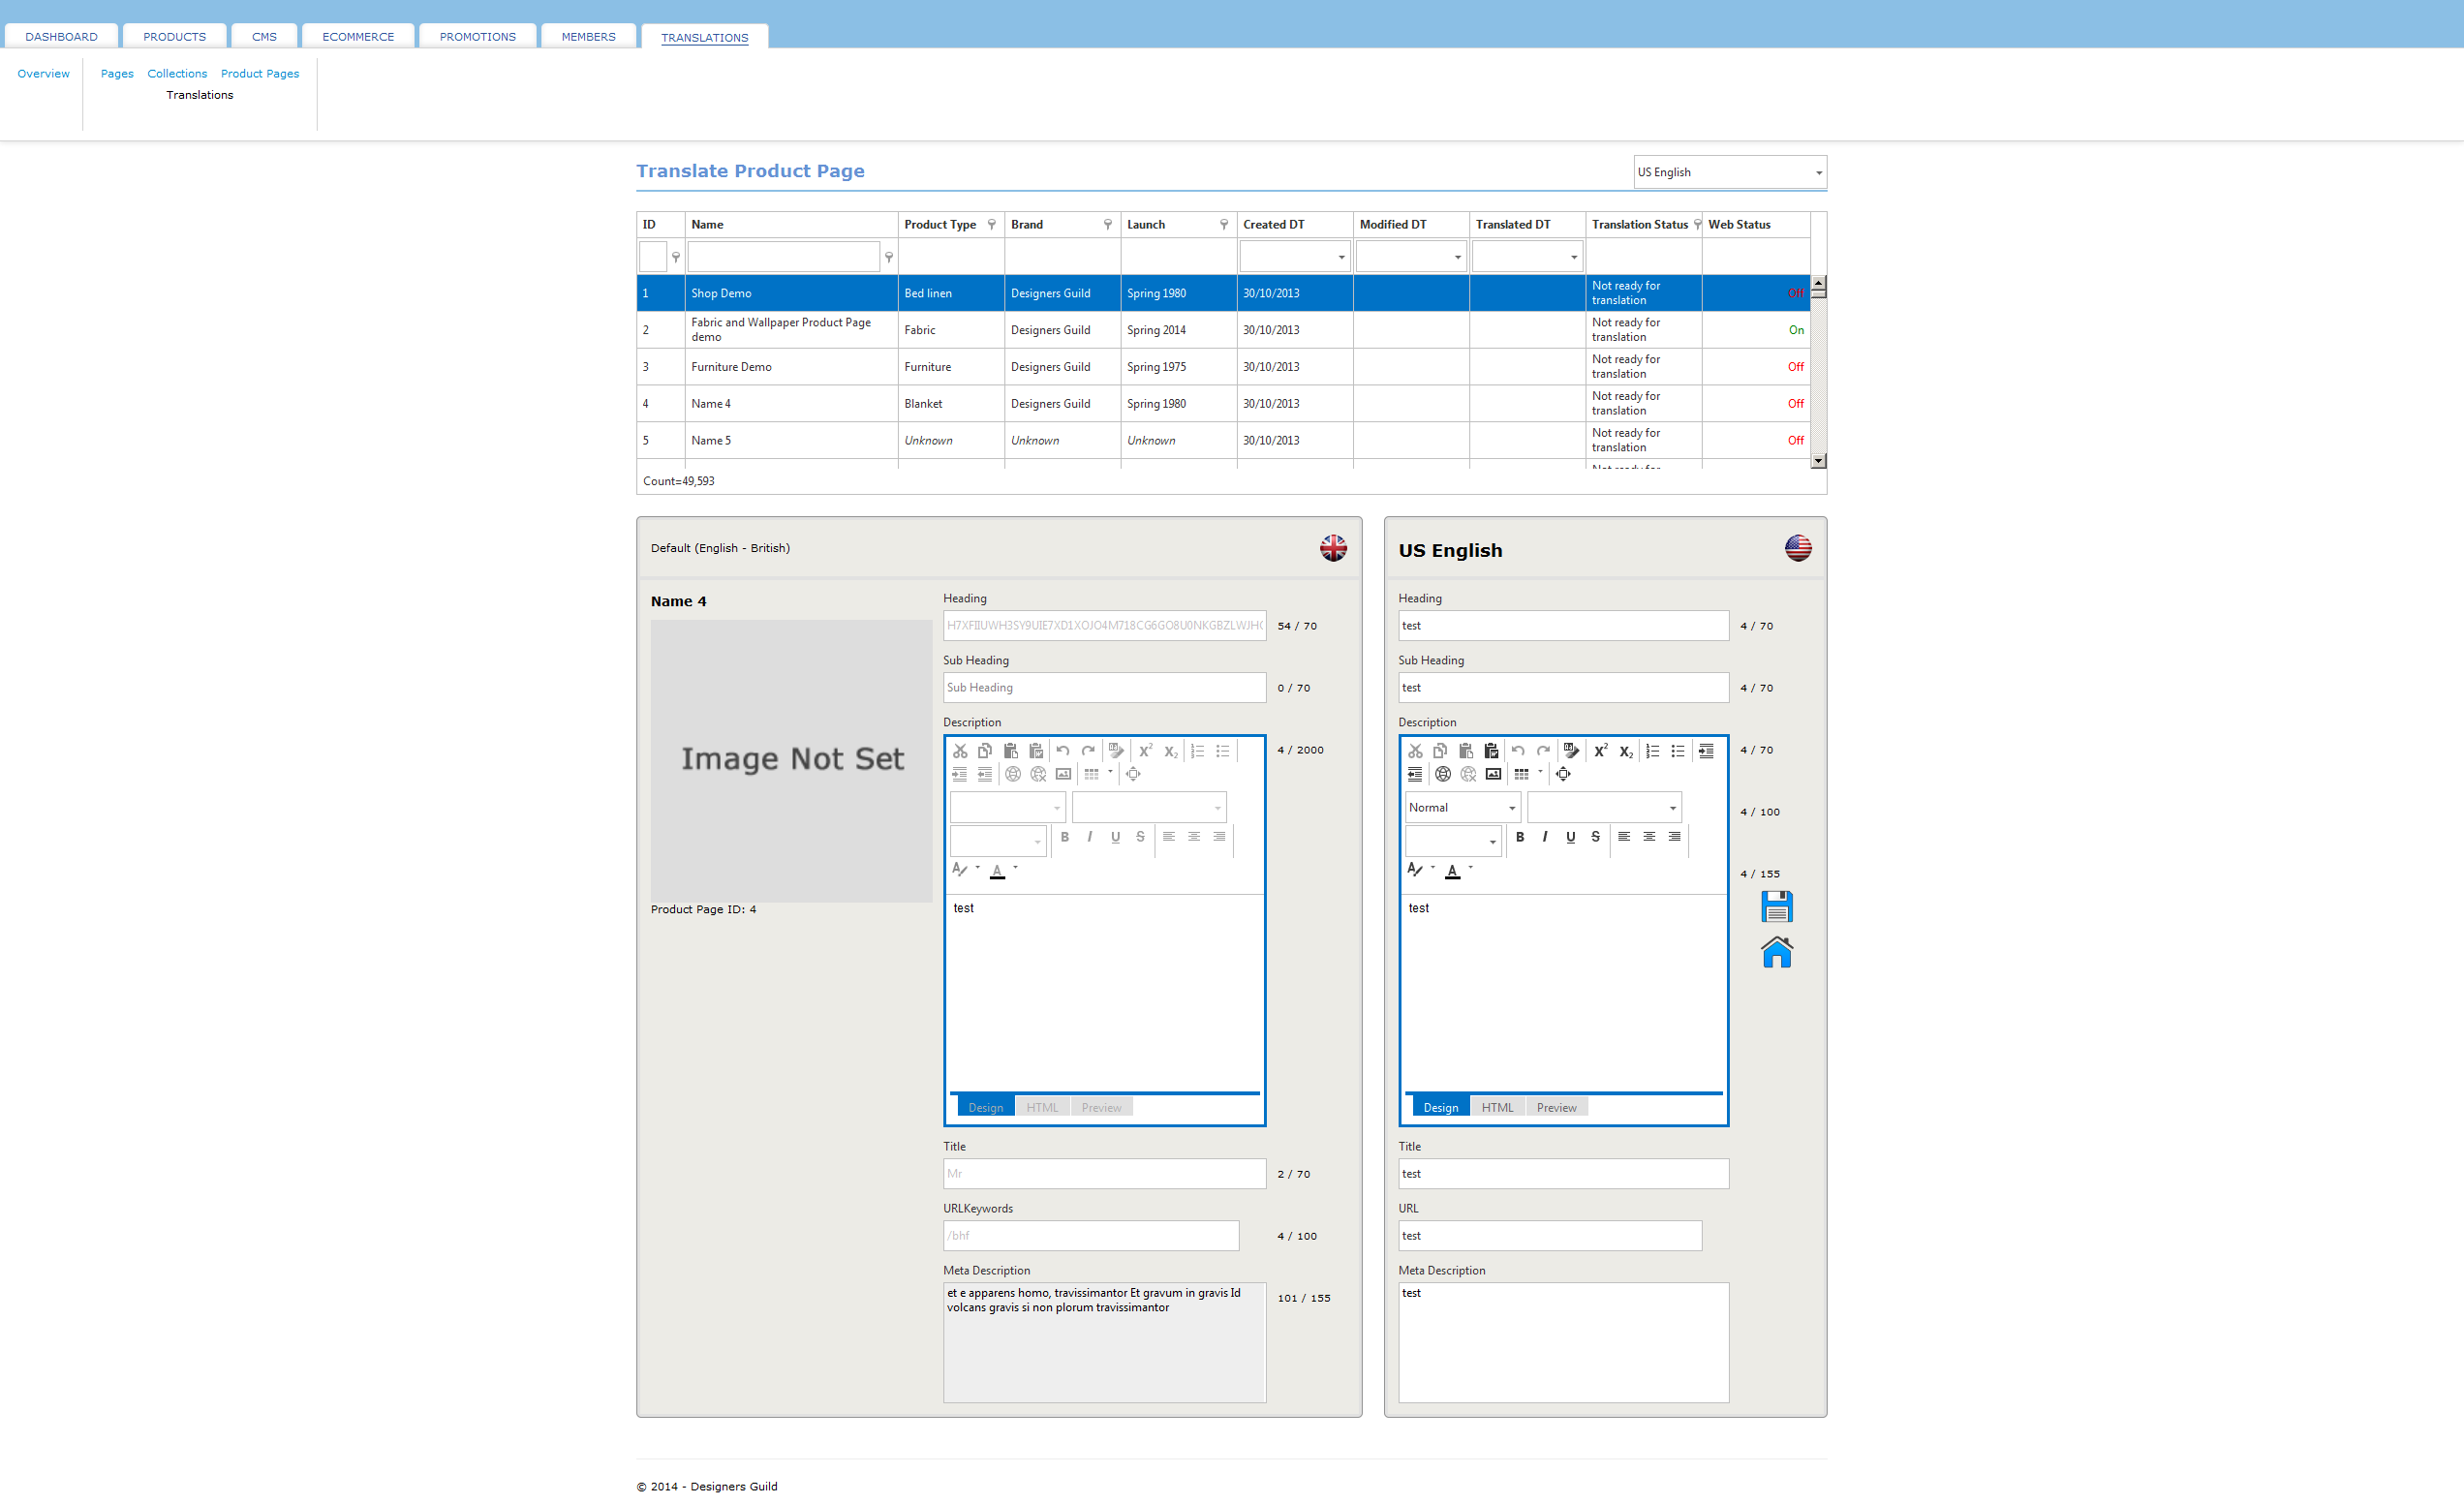 DASHBOARD PRODUCTS CMS ECOMMERCE PROMOTIONS MEMBERS TRANSLATIONS
Overview Pages Collections Product Pages
Translations
Translate Product Page US English
ID Name Product Type Brand Launch Created DT Modified DT Translated DT Translation Status Web Status
1 Shop Demo Bed linen Designers Guild Spring 1980 30/10/2013 Not ready for translation Off
2 Fabric and Wallpaper Product Page demo Fabric Designers Guild Spring 2014 30/10/2013 Not ready for translation On
3 Furniture Demo Furniture Designers Guild Spring 1975 30/10/2013 Not ready for translation Off
4 Name 4 Blanket Designers Guild Spring 1980 30/10/2013 Not ready for translation Off
5 Name 5 Unknown Unknown Unknown 30/10/2013 Not ready for translation Off
Not ready for
Count=49,593
Default (English - British)
Name 4
Image Not Set
Product Page ID: 4
Heading
54 / 70
Sub Heading
Sub Heading 0 / 70
Description
4 / 2000
X2 X2
B I U S
A A
test
Design HTML Preview
Title
Mr 2 / 70
URLKeywords
/bhf 4 / 100
Meta Description
et e apparens homo, travissimantor Et gravum in gravis Id
volcans gravis si non plorum travissimantor
101 / 155
US English
Heading
test 4 / 70
Sub Heading
test 4 / 70
Description
4 / 70
X2 X2
Normal
4 / 100
B I U S
A A
4 / 155
test
Design HTML Preview
Title
test
URL
test
Meta Description
test
© 2014 - Designers Guild